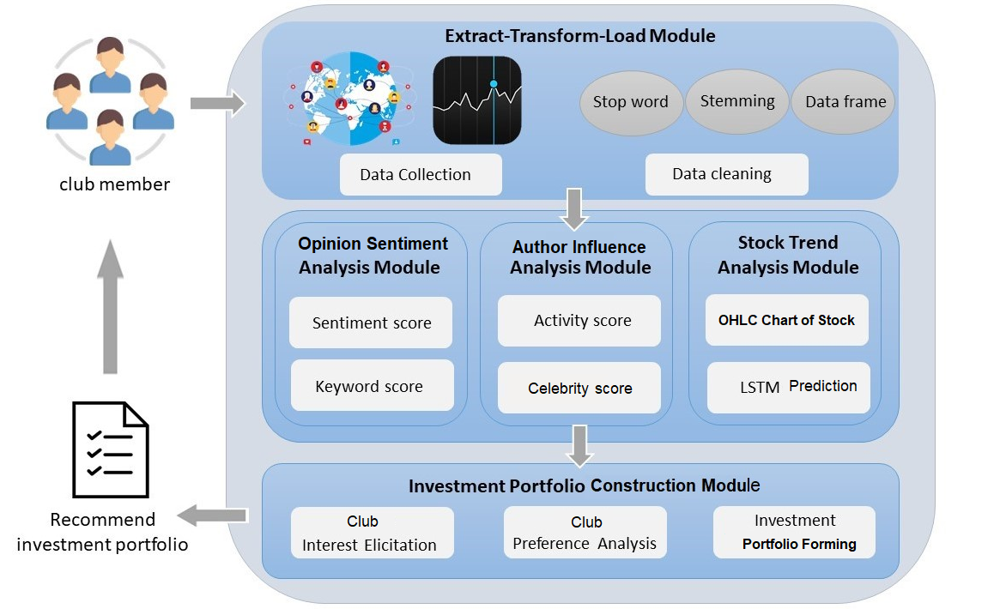 Extract-Transform-Load Module
Stop word
Stemming
Data frame
Data Collection
Data cleaning
club member
Opinion Sentiment
Analysis Module
Sentiment score
Keyword score
Author Influence
Analysis Module
Activity score
Celebrity score
Stock Trend
Analysis Module
OHLC Chart of Stock
LSTM Prediction
Investment Portfolio Construction Module
Club
Interest Elicitation
Club
Preference Analysis
Investment
Portfolio Forming
Recommend
investment portfolio